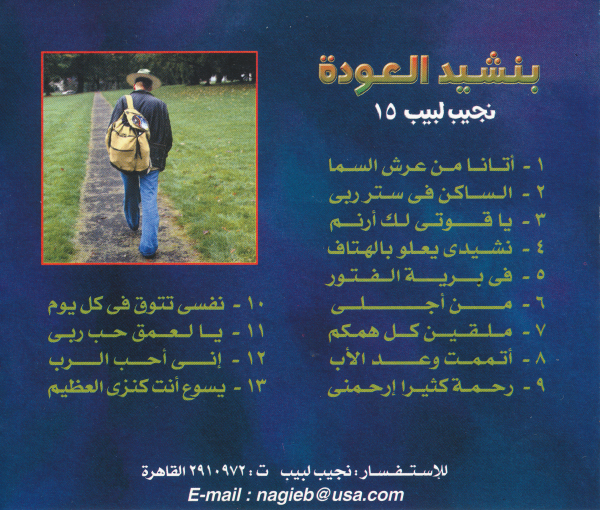 بنشيد العودة
نجيب لبيب ١٥
١ - أتانا من عرش السما
٢ - الساكن فى ستر ربى
٣ - يا قوتى لك أرنم
٤ - نشيدى يعلو بالهتاف
٥ - فى برية الفتور
٦ - من أجلى
٧ - ملقين كل همكم
٨ - أتممت وعد الأب
٩ - رحمة كثيرا إرحمنى
١٠ - نفسى تتوق فى كل يوم
١١ - يا لعمق حب ربى
١٢ - إنى أحب الرب
١٣ - يسوع أنت كنزى العظيم
للإستفسار : نجيب لبيب ت : ٢٩١٠٩٧٢ القاهرة
E-mail : nagieb@usa.com